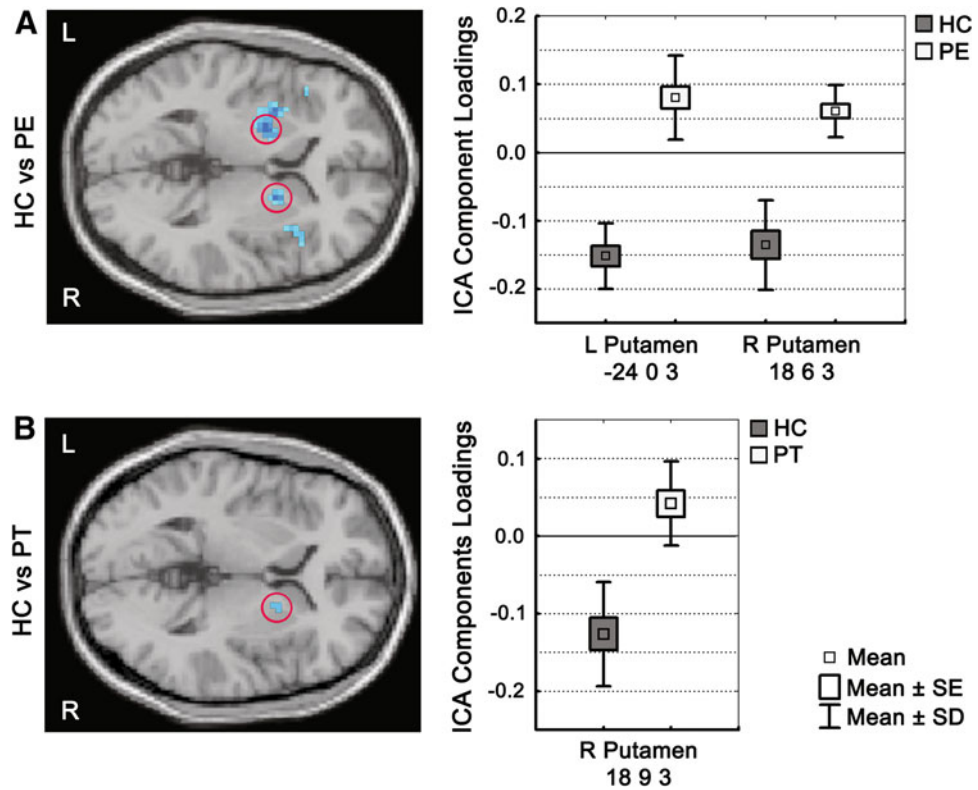 A
HC vs PE
L
R
ICA Component Loadings
0.2
0.1
0.0
-0.1
-0.2
L Putamen
-24 0 3
R Putamen
18 6 3
HC
PE
B
HC vs PT
L
R
ICA Components Loadings
0.1
0.0
-0.1
-0.2
R Putamen
18 9 3
HC
PT
Mean
Mean ± SE
Mean ± SD